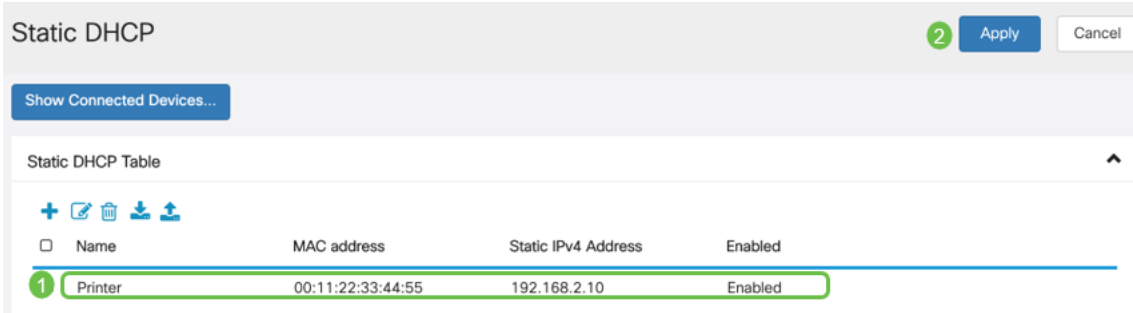 Static DHCP
2 Apply Cancel
Show Connected Devices...
Static DHCP Table
Name MAC address Static IPv4 Address Enabled
1 Printer 00:11:22:33:44:55 192.168.2.10 Enabled